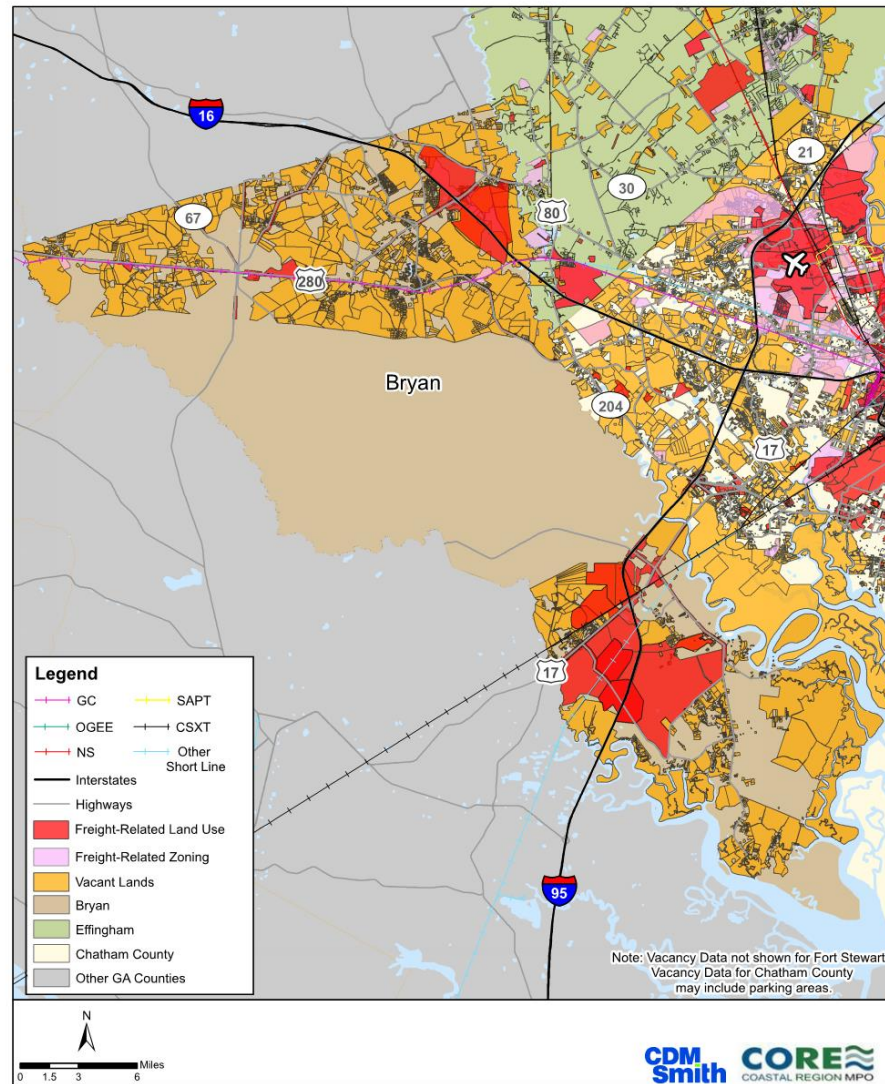 16
21
30
67
80
280
Bryan
204
17
17
95
Legend
GC
SAPT
OGEE
CSXT
NS
Other
Short Line
Interstates
Highways
Freight-Related Land Use
Freight-Related Zoning
Vacant Lands
Bryan
Effingham
Chatham County
Other GA Counties
Note: Vacancy Data not shown for Fort Stewart
Vacancy Data for Chatham County
may include parking areas.
N
Miles
0 1.5 3 6
CDM
Smith
CORE
COASTAL REGION MPO